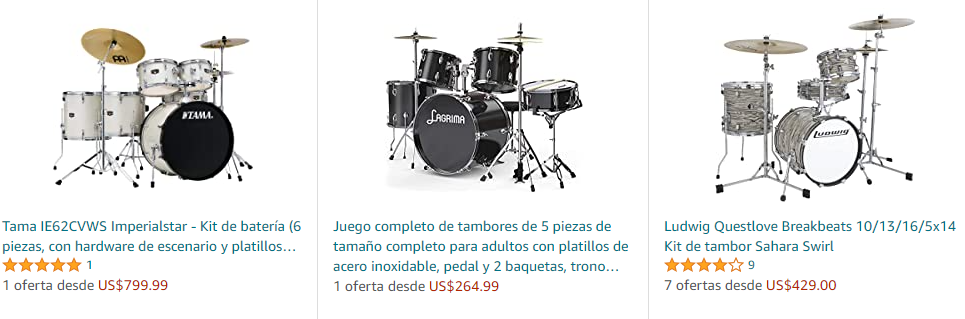 MEI
TAMA
LAGRIMA
Ludwig
Tama IE62CVWS Imperialstar - Kit de batería (6
piezas, con hardware de escenario y platillos…
1
1 oferta desde US$799.99
Juego completo de tambores de 5 piezas de
tamaño completo para adultos con platillos de
acero inoxidable, pedal y 2 baquetas, trono…
1 oferta desde US$264.99
Ludwig Questlove Breakbeats 10/13/16/5x14
Kit de tambor Sahara Swirl
9
7 ofertas desde US$429.00